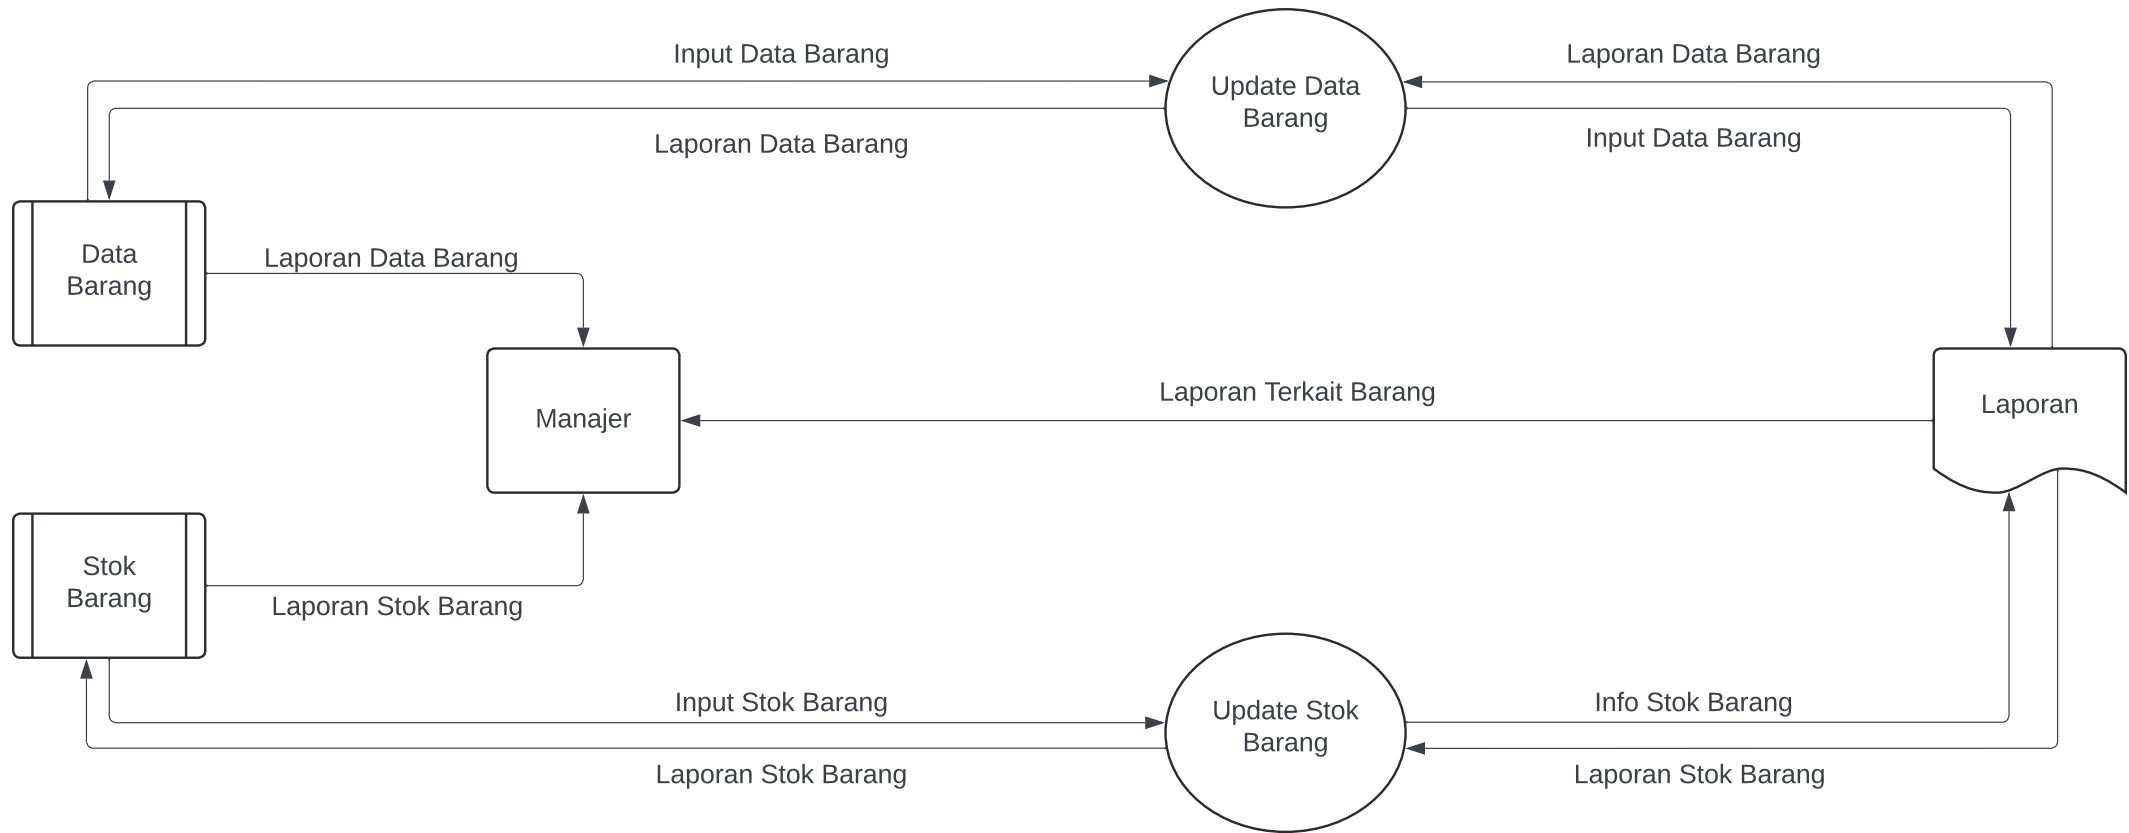 Input Data Barang
Laporan Data Barang
Update Data
Barang
Laporan Data Barang
Input Data Barang
Data
Barang
Laporan Data Barang
Manajer
Laporan Terkait Barang
Laporan
Stok
Barang
Laporan Stok Barang
Input Stok Barang
Update Stok
Barang
Info Stok Barang
Laporan Stok Barang
Laporan Stok Barang